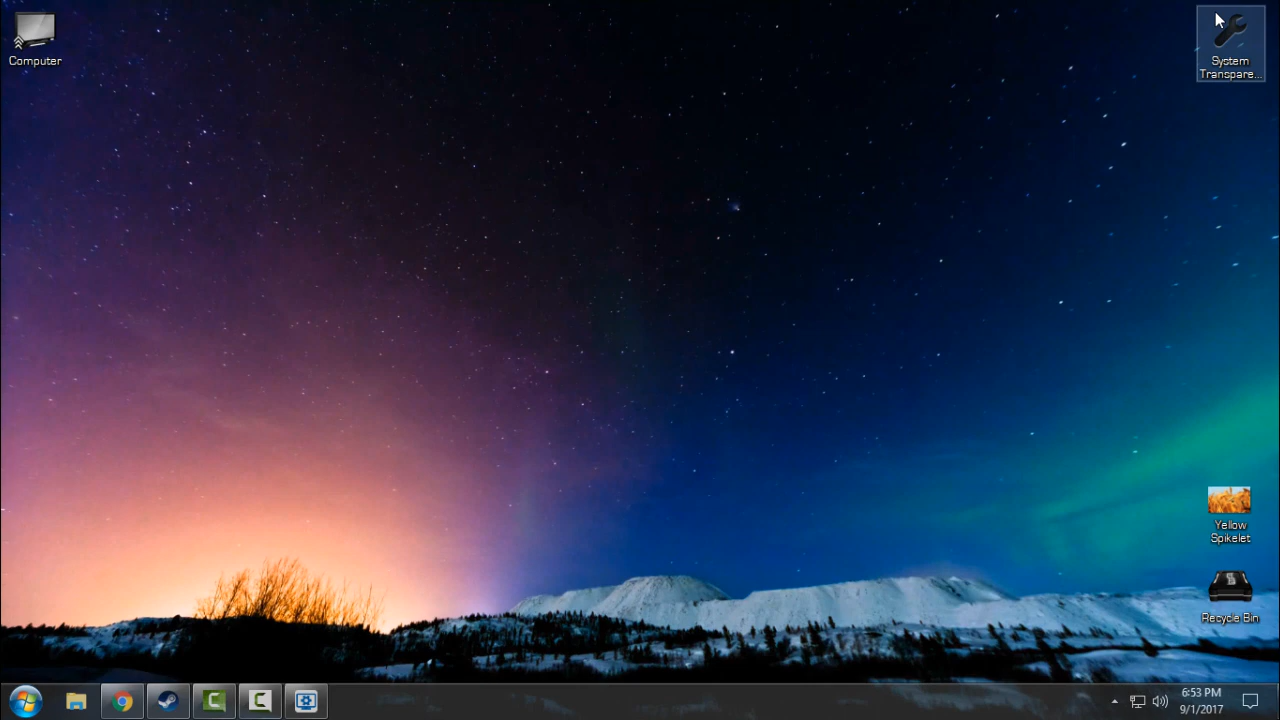 Computer
System
Transpare...
Yellow
Spikelet
Recycle Bin
6:53 PM
9/1/2017